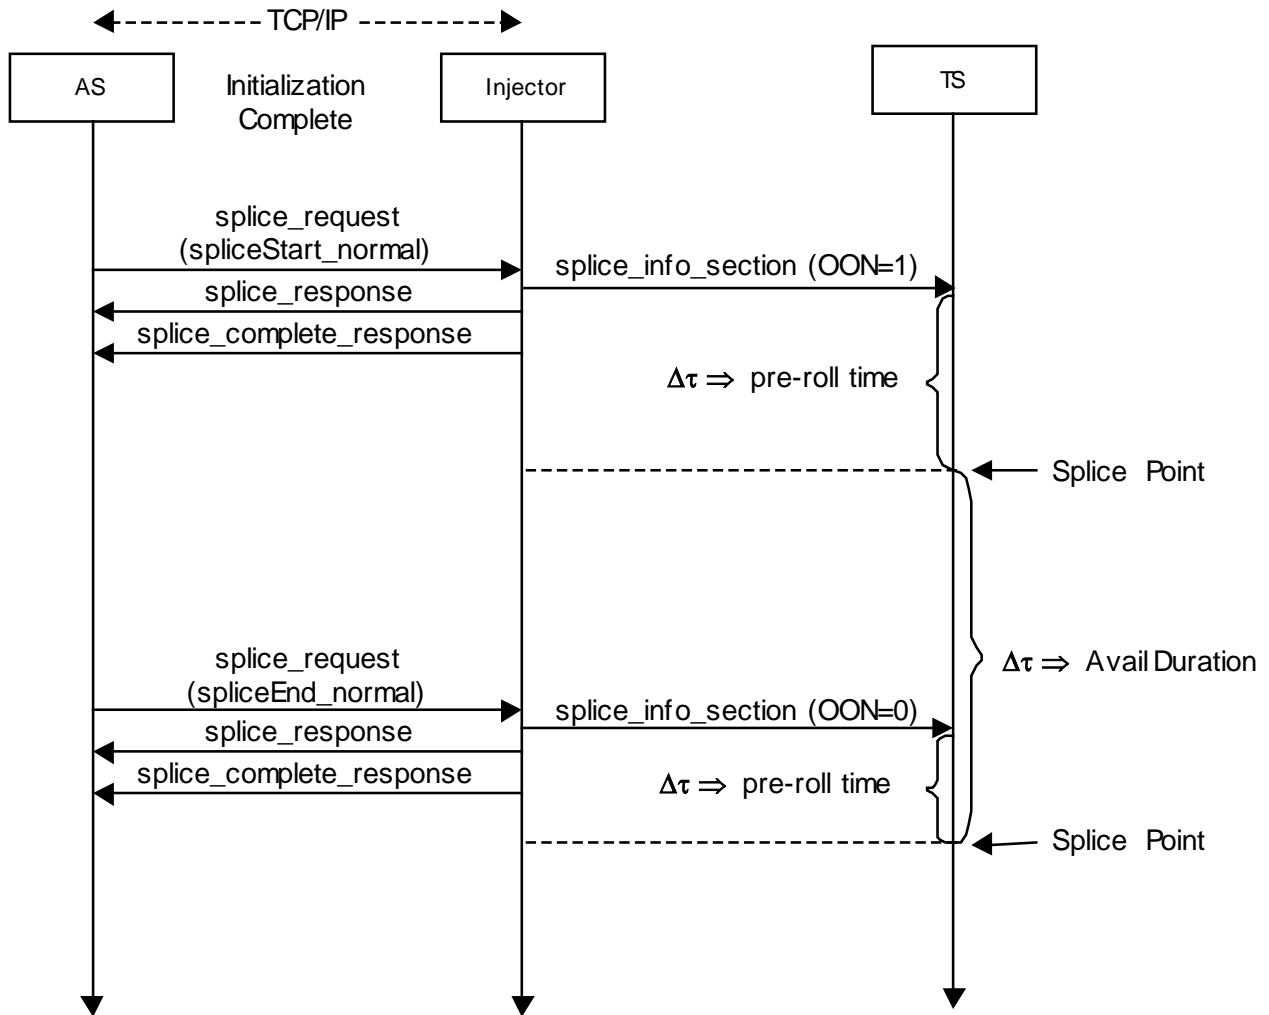 TCP/IP
AS
Initialization
Complete
Injector
TS
splice_request
(spliceStart_normal)
splice_info_section (OON=1)
splice_response
splice_complete_response
Δτ ⇒ pre-roll time
Splice Point
splice_request
(spliceEnd_normal)
Δτ ⇒ Avail Duration
splice_info_section (OON=0)
splice_response
splice_complete_response
Δτ ⇒ pre-roll time
Splice Point